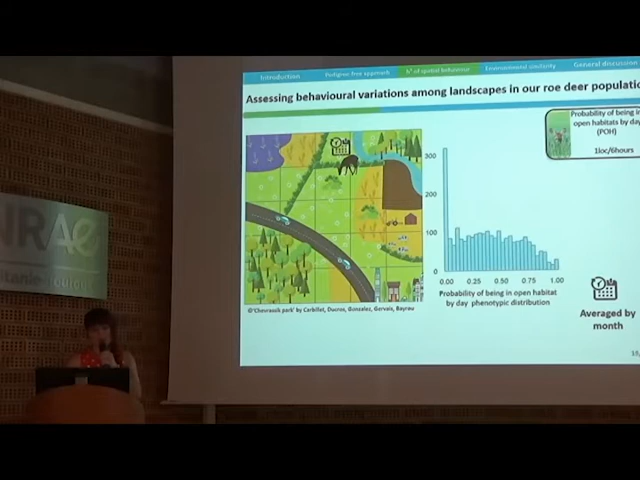 Introduction Pedigree-free approach h² of spatial behaviour Environmental similarity General discussion
Assessing behavioural variations among landscapes in our roe deer populatio
Probability of being in
open habitats by day
(POH)
1loc/6hours
300
200
100
0
0.00 0.25 0.50 0.75 1.00
Probability of being in open habitat
by day phenotypic distribution
Averaged by
month
©'Chevreuils park' by Carbillet, Ducros, Gonzalez, Gervais, Bayrau
NRAE